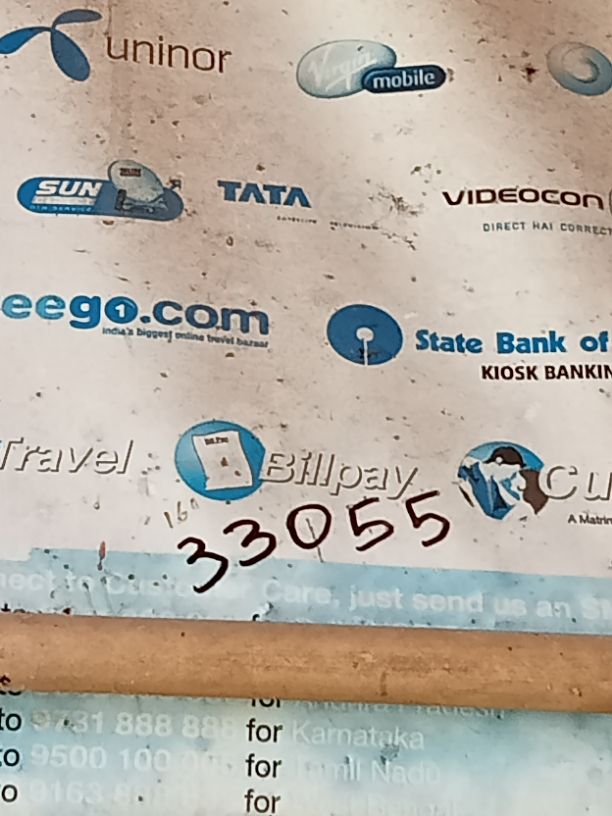 uninor
Virgin mobile
SUN
TATA
VIDEOCON
DIRECT HAI CORRECT
eego.com
India's biggest online travel bazaar
State Bank of
KIOSK BANKIN
Travel
Billpay
Cu
A Matrim
33055
nect to Customer Care, just send us an S
for
to 9731 888 888 for Karnataka
to 9500 100 for Tamil Nadu
o 9163 for Bengal